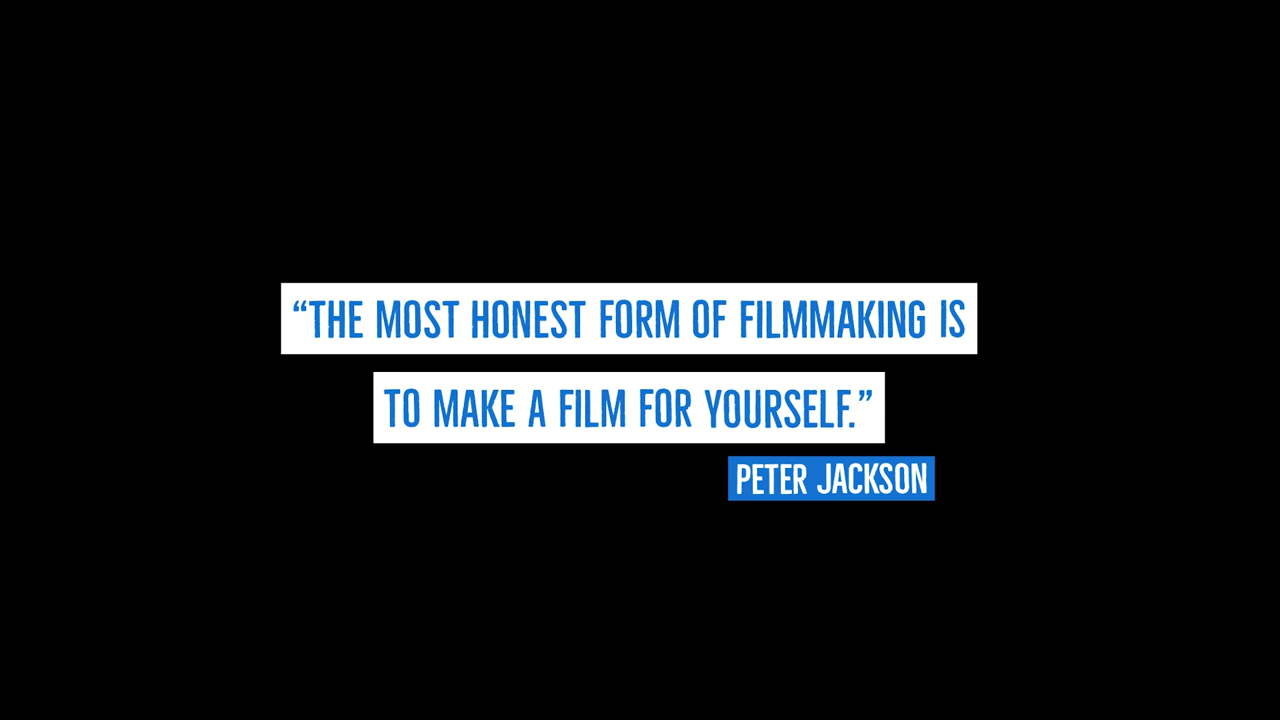 “THE MOST HONEST FORM OF FILMMAKING IS
TO MAKE A FILM FOR YOURSELF.”
PETER JACKSON